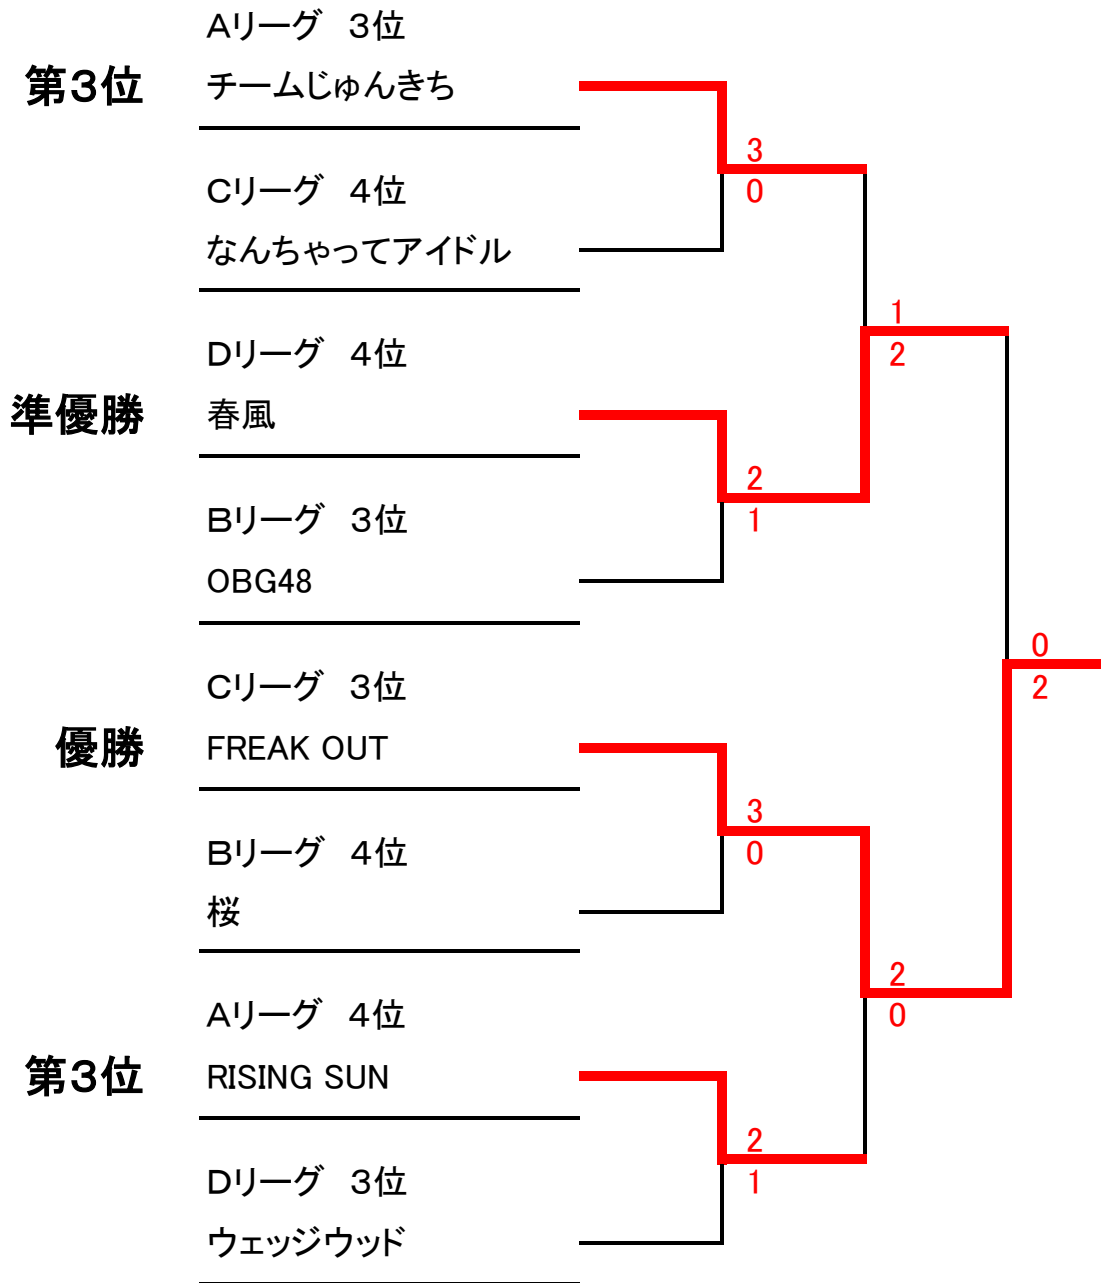 Aリーグ　3位
第3位
チームじゅんきち
3
0
Cリーグ　4位
なんちゃってアイドル
1
2
Dリーグ　4位
準優勝
春風
2
1
Bリーグ　3位
OBG48
0
2
Cリーグ　3位
優勝
FREAK OUT
3
0
Bリーグ　4位
桜
2
0
Aリーグ　4位
第3位
RISING SUN
2
1
Dリーグ　3位
ウェッジウッド